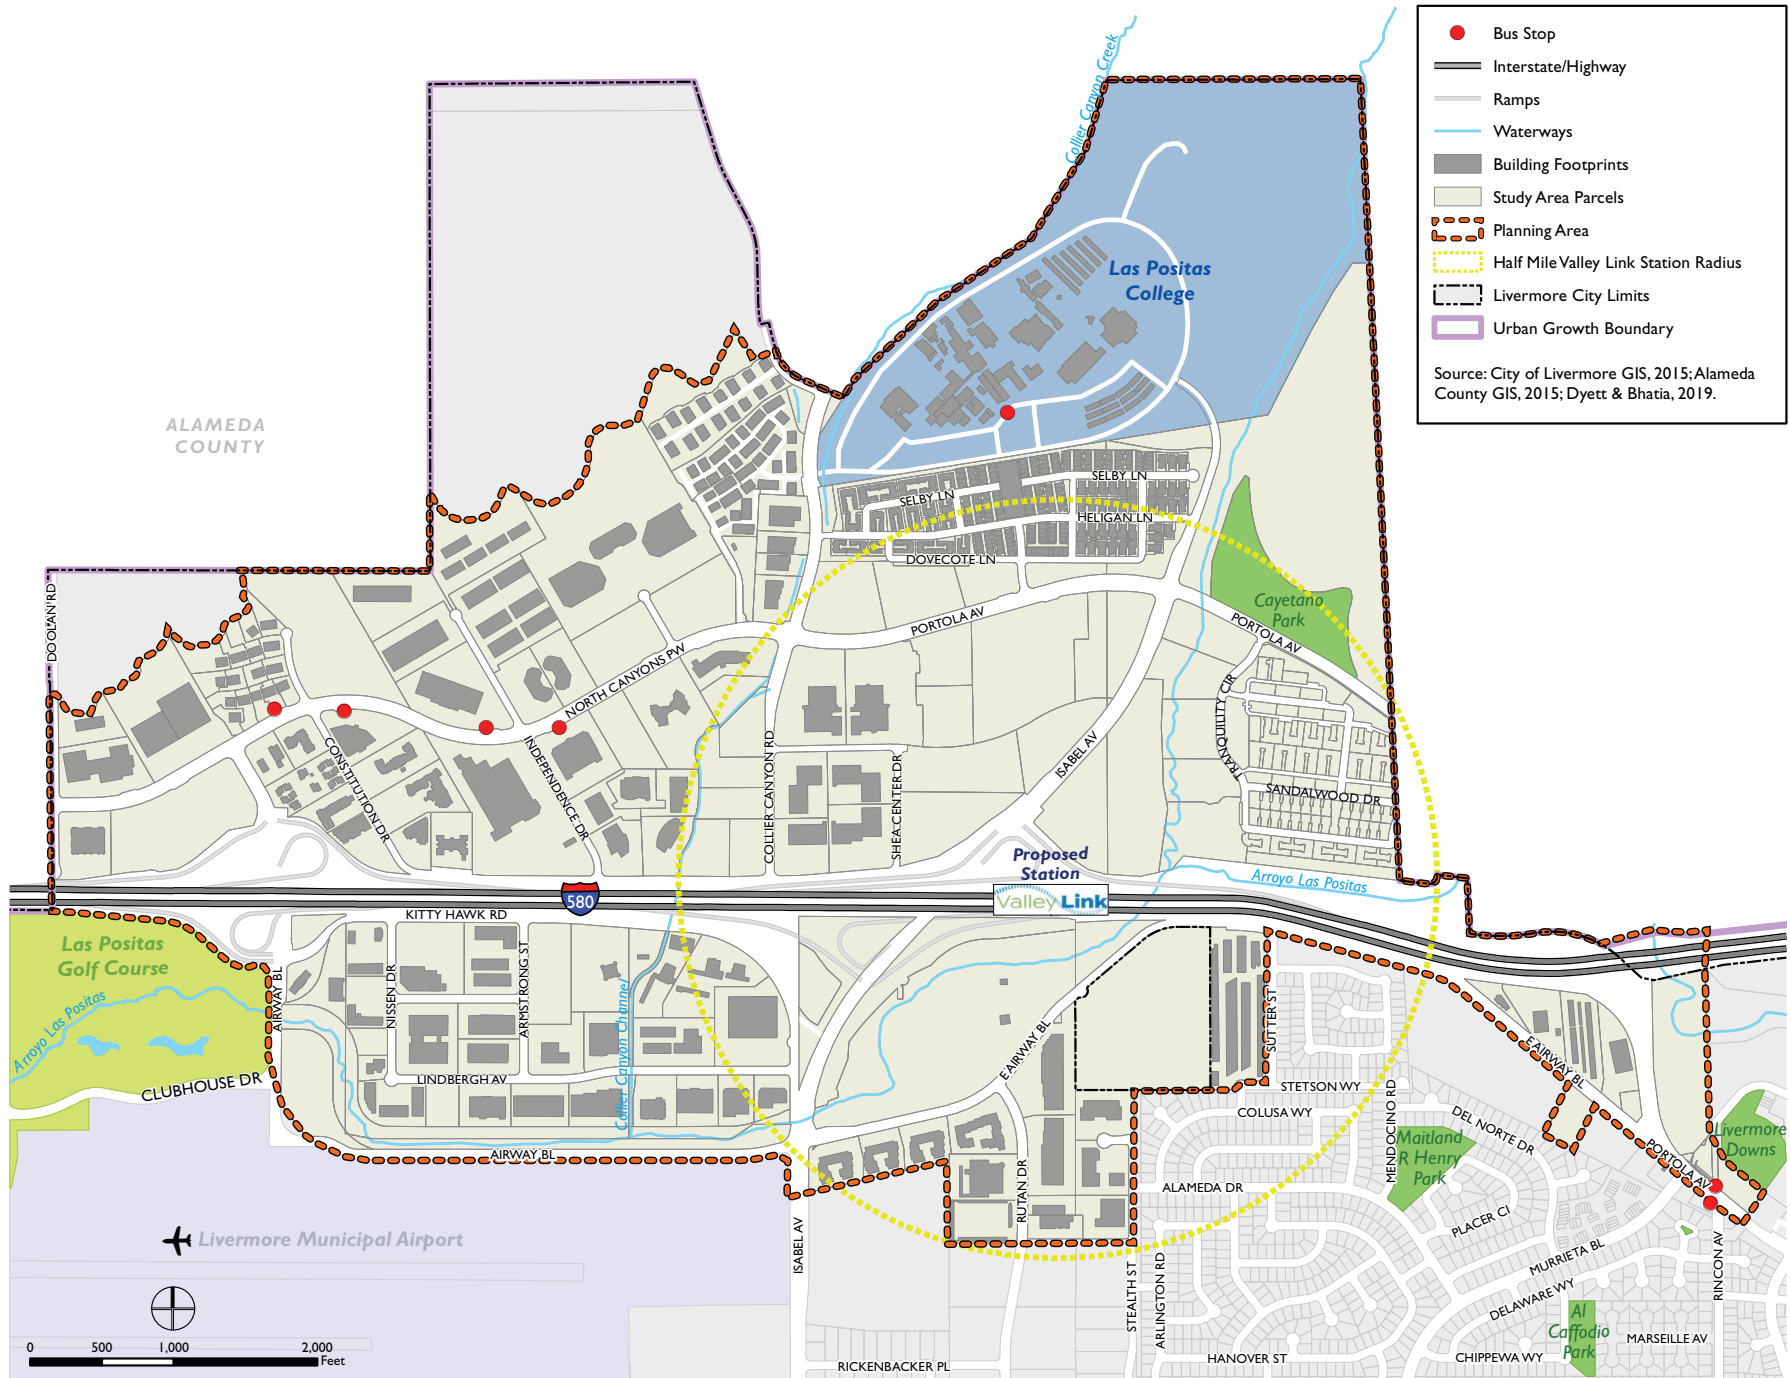 Bus Stop
Interstate/Highway
Ramps
Waterways
Building Footprints
Study Area Parcels
Planning Area
Half Mile Valley Link Station Radius
Livermore City Limits
Urban Growth Boundary
Source: City of Livermore GIS, 2015; Alameda
County GIS, 2015; Dyett & Bhatia, 2019.
Collier Canyon Creek
Las Positas
College
ALAMEDA
COUNTY
SELBY LN
SELBY LN
HELIGAN LN
DOVECOTE LN
DOOLAN RD
Cayetano
Park
PORTOLA AV
PORTOLA AV
NORTH CANYONS PW
TRANQUILITY CIR
CONSTITUTION DR
INDEPENDENCE DR
COLLIER CANYON RD
SHEA CENTER DR
ISABEL AV
SANDALWOOD DR
Proposed
Station
Valley Link
Arroyo Las Positas
580
KITTY HAWK RD
Las Positas
Golf Course
Arroyo Las Positas
AIRWAY BL
NISSEN DR
ARMSTRONG ST
Collier Canyon Channel
LINDBERGH AV
CLUBHOUSE DR
E AIRWAY BL
SUTTER ST
STETSON WY
COLUSA WY
MENDOCINO RD
DEL NORTE DR
E AIRWAY BL
Maitland
R Henry
Park
PORTOLA AV
Livermore
Downs
AIRWAY BL
RUTAN DR
ALAMEDA DR
PLACER CI
MURRIETA BL
DELAWARE WY
RINCON AV
ISABEL AV
STEALTH ST
ARLINGTON RD
Livermore Municipal Airport
Al
Caffodio
Park
MARSEILLE AV
CHIPPEWA WY
HANOVER ST
RICKENBACKER PL
0 500 1,000 2,000
Feet